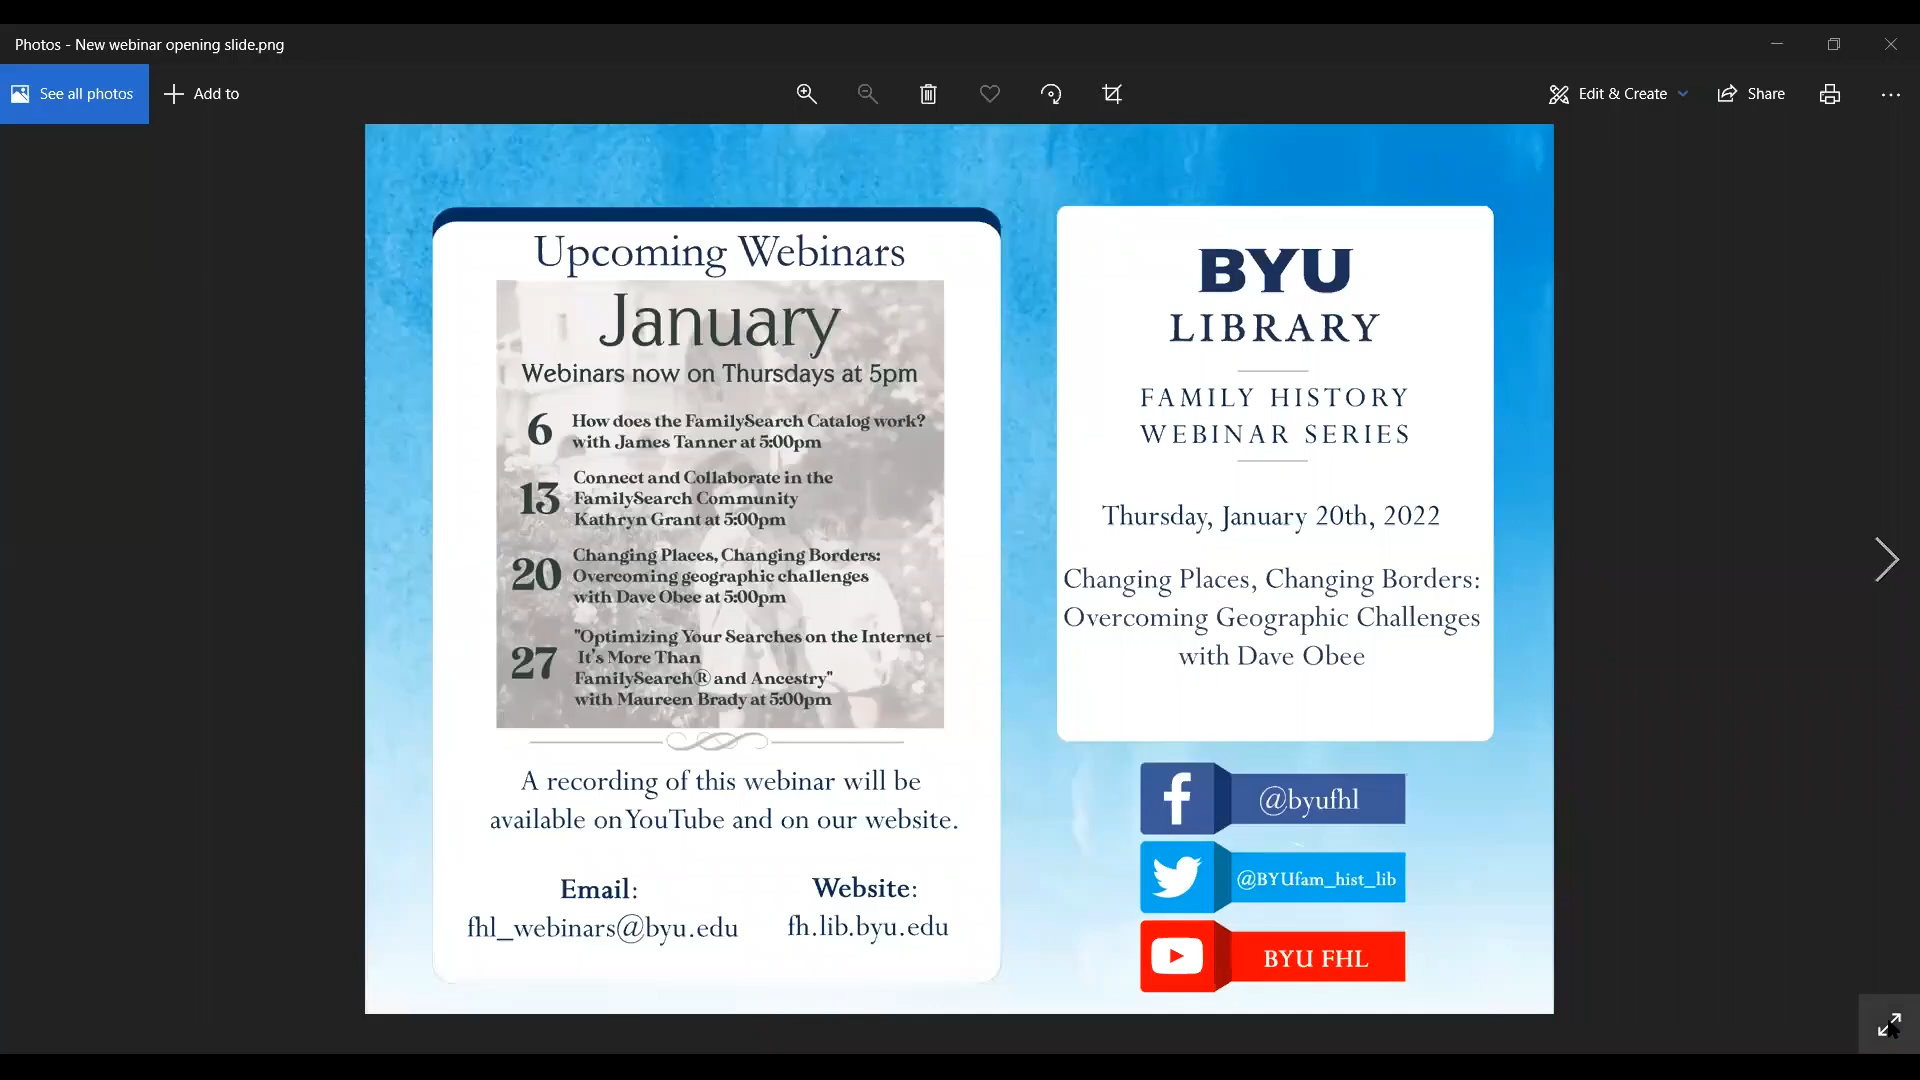 Photos - New webinar opening slide.png
See all photos
Add to
Edit & Create
Share
Upcoming Webinars
January
Webinars now on Thursdays at 5pm
6
How does the FamilySearch Catalog work?
with James Tanner at 5:00pm
13
Connect and Collaborate in the
FamilySearch Community
Kathryn Grant at 5:00pm
20
Changing Places, Changing Borders:
Overcoming geographic challenges
with Dave Obee at 5:00pm
27
"Optimizing Your Searches on the Internet –
It's More Than
FamilySearch® and Ancestry"
with Maureen Brady at 5:00pm
A recording of this webinar will be
available on YouTube and on our website.
Email:
fhl_webinars@byu.edu
Website:
fh.lib.byu.edu
BYU
LIBRARY
FAMILY HISTORY
WEBINAR SERIES
Thursday, January 20th, 2022
Changing Places, Changing Borders:
Overcoming Geographic Challenges
with Dave Obee
@byufhl
@BYUfam_hist_lib
BYU FHL